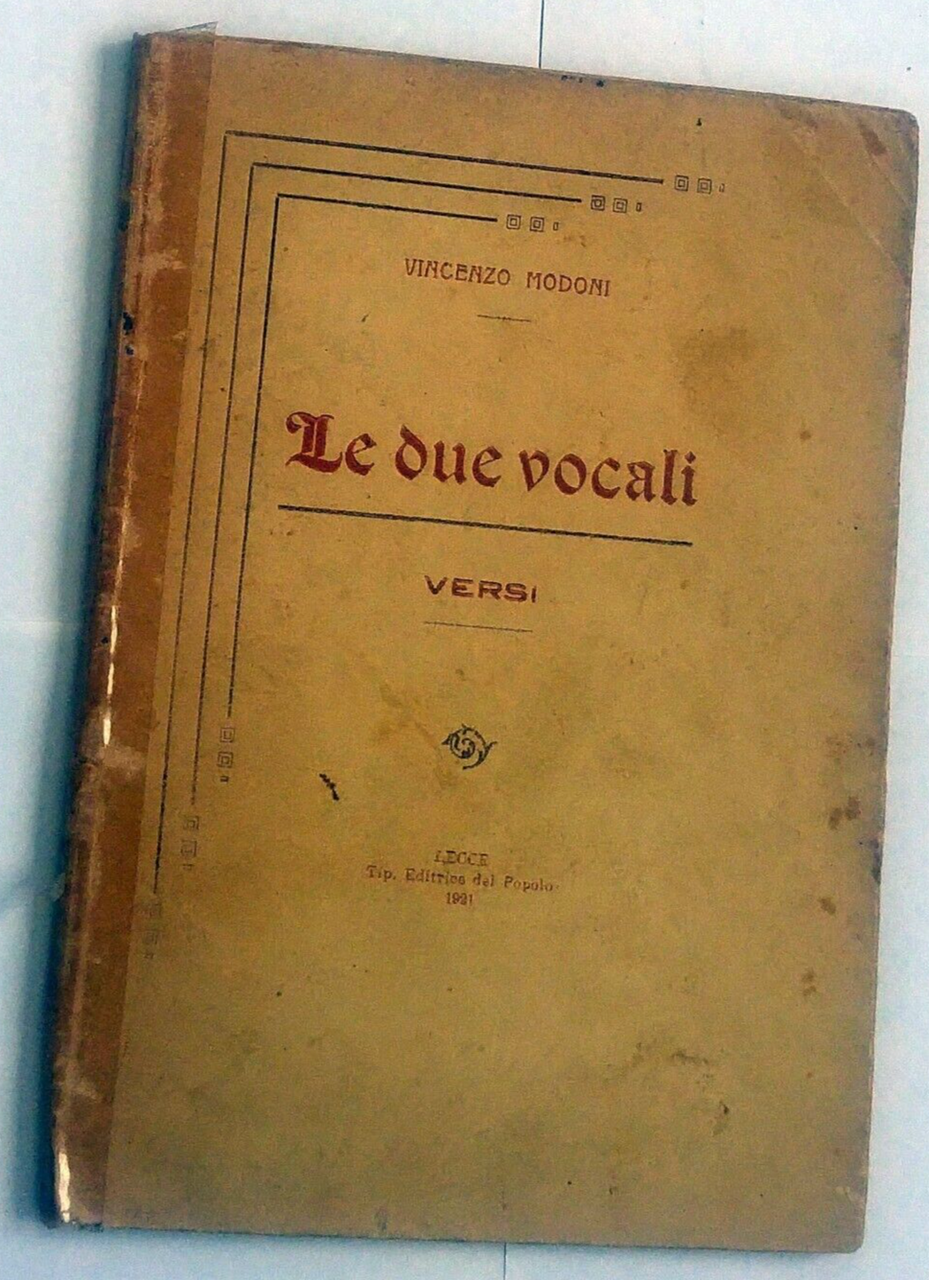 VINCENZO MODONI
Le due vocali
VERSI
LECCE
Tip. Editrice del Popolo
1921